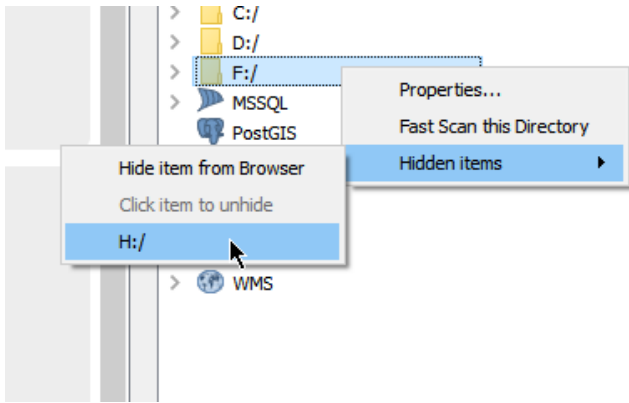 C:/
D:/
F:/
MSSQL
PostGIS
WMS
Properties...
Fast Scan this Directory
Hidden items
Hide item from Browser
Click item to unhide
H:/